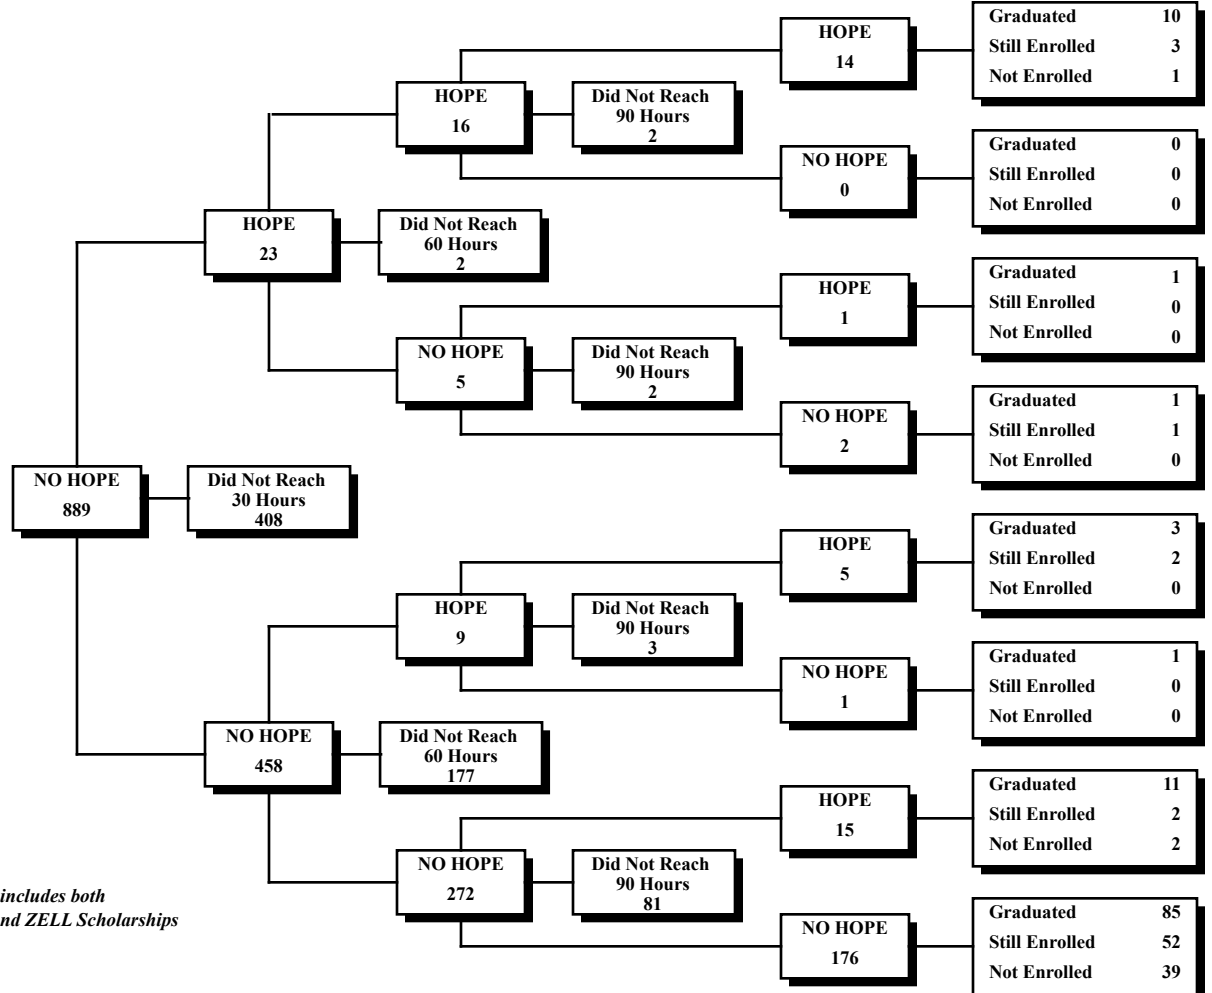 HOPE
14
Graduated 10
Still Enrolled 3
Not Enrolled 1
HOPE
16
Did Not Reach
90 Hours
2
NO HOPE
0
Graduated 0
Still Enrolled 0
Not Enrolled 0
HOPE
23
Did Not Reach
60 Hours
2
HOPE
1
Graduated 1
Still Enrolled 0
Not Enrolled 0
NO HOPE
5
Did Not Reach
90 Hours
2
NO HOPE
2
Graduated 1
Still Enrolled 1
Not Enrolled 0
NO HOPE
889
Did Not Reach
30 Hours
408
HOPE
5
Graduated 3
Still Enrolled 2
Not Enrolled 0
HOPE
9
Did Not Reach
90 Hours
3
NO HOPE
1
Graduated 1
Still Enrolled 0
Not Enrolled 0
NO HOPE
458
Did Not Reach
60 Hours
177
HOPE
15
Graduated 11
Still Enrolled 2
Not Enrolled 2
NO HOPE
272
Did Not Reach
90 Hours
81
NO HOPE
176
Graduated 85
Still Enrolled 52
Not Enrolled 39
includes both
nd ZELL Scholarships